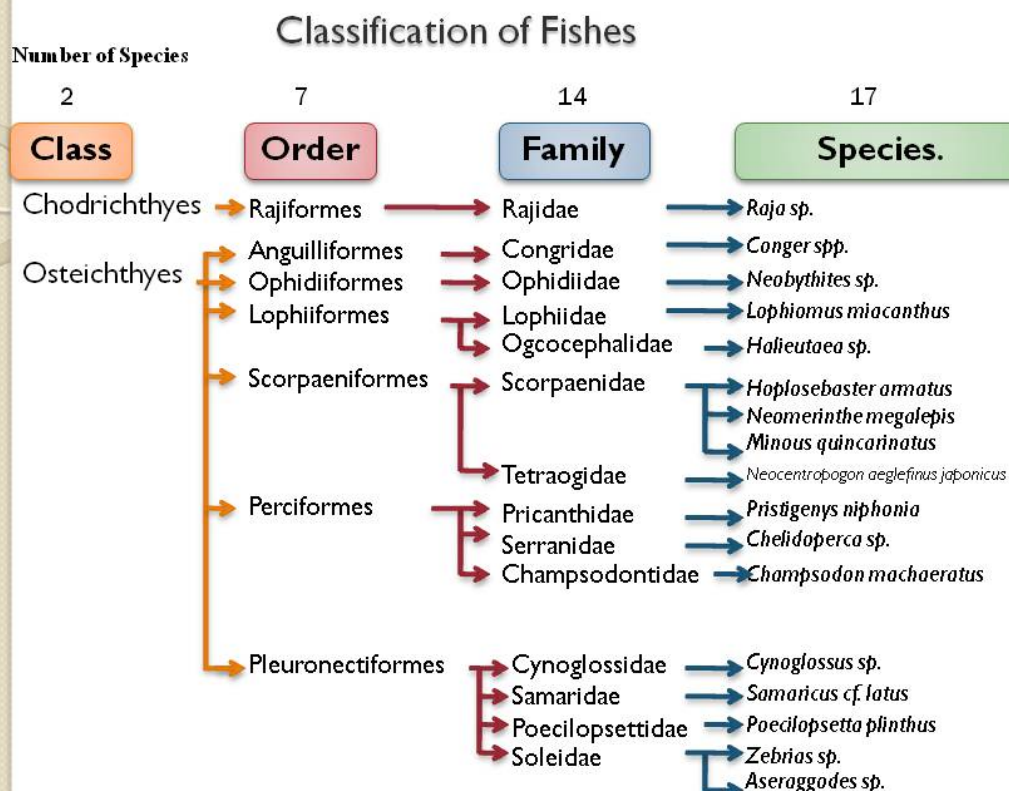 Classification of Fishes
Number of Species
2 7 14 17
Class Order Family Species.
Chodrichthyes Rajiformes Rajidae Raja sp.
Osteichthyes Anguilliformes Congridae Conger spp.
Ophidiiformes Ophidiidae Neobythites sp.
Lophiiformes Lophiidae Lophiomus miacanthus
Ogcocephalidae Halieutaea sp.
Scorpaeniformes Scorpaenidae Hoplosebaster armatus
Neomerinthe megalepis
Minous quincarinatus
Tetraogidae Neocentropogon aeglefinus japonicus
Perciformes Pricanthidae Pristigenys niphonia
Serranidae Chelidoperca sp.
Champsodontidae Champsodon machaeratus
Pleuronectiformes Cynoglossidae Cynoglossus sp.
Samaridae Samaricus cf. latus
Poecilopsettidae Poecilopsetta plinthus
Soleidae Zebrias sp.
Aseraggodes sp.